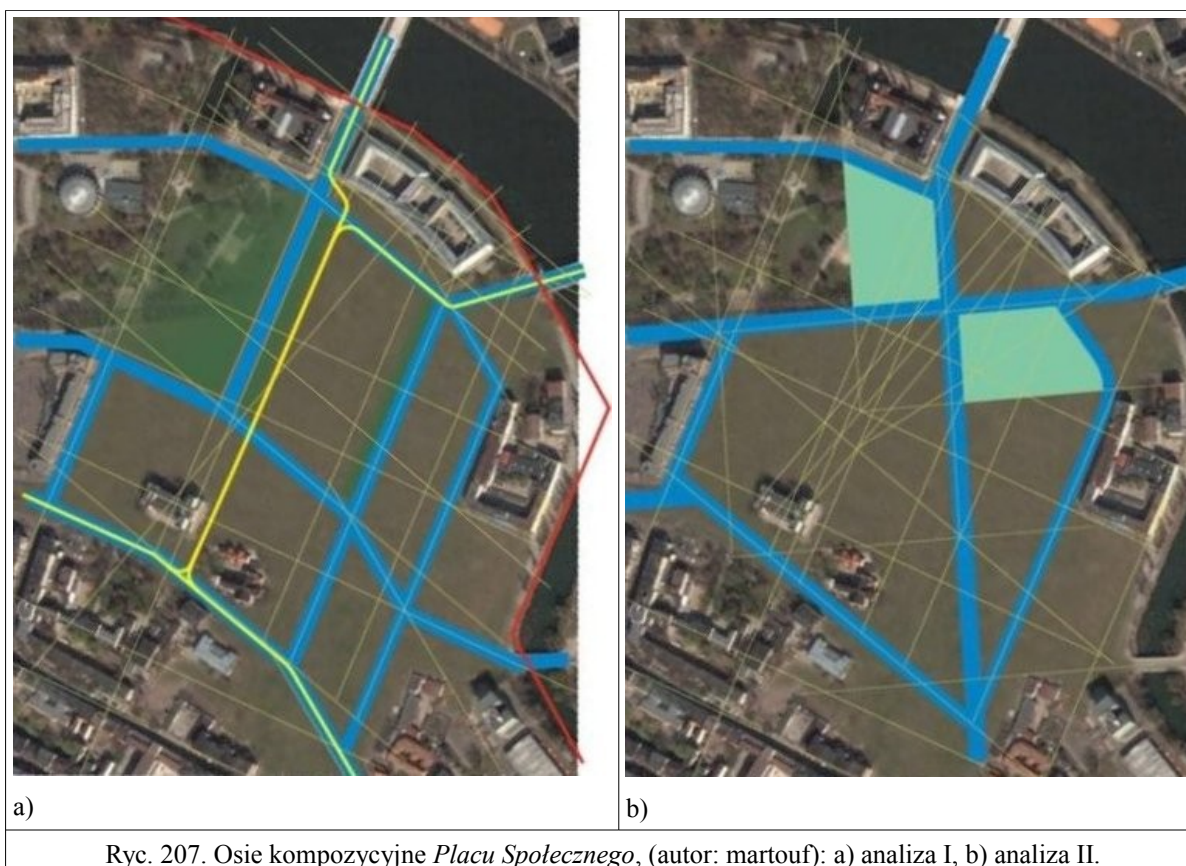 a)
b)
Ryc. 207. Osie kompozycyjne Placu Społecznego, (autor: martouf): a) analiza I, b) analiza II.